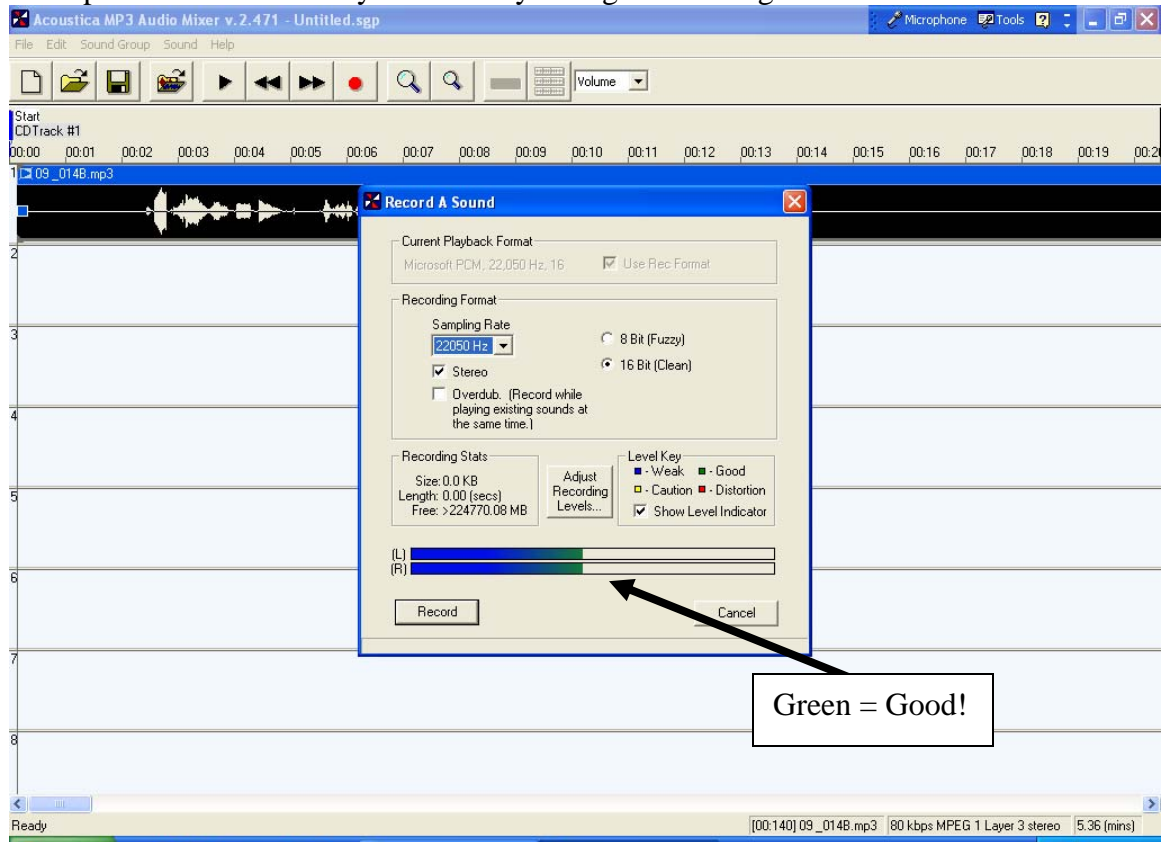 Acoustica MP3 Audio Mixer v.2.471 - Untitled.sgp
Microphone Tools
File Edit Sound Group Sound Help
Volume
Start
CDTrack #1
00:00 00:01 00:02 00:03 00:04 00:05 00:06 00:07 00:08 00:09 00:10 00:11 00:12 00:13 00:14 00:15 00:16 00:17 00:18 00:19
1 09 _014B.mp3
Record A Sound
Current Playback Format
Microsoft PCM, 22,050 Hz, 16 Use Rec Format
Recording Format
Sampling Rate
22050 Hz
8 Bit (Fuzzy)
16 Bit (Clean)
Stereo
Overdub. (Record while
playing existing sounds at
the same time.)
Recording Stats
Size: 0.0 KB
Length: 0.00 (secs)
Free: >224770.08 MB
Adjust
Recording
Levels...
Level Key
- Weak - Good
- Caution - Distortion
Show Level Indicator
(L)
(R)
Record Cancel
2
3
4
5
6
7
8
Green = Good!
Ready [00:140] 09 _014B.mp3 80 kbps MPEG 1 Layer 3 stereo 5.36 (mins)